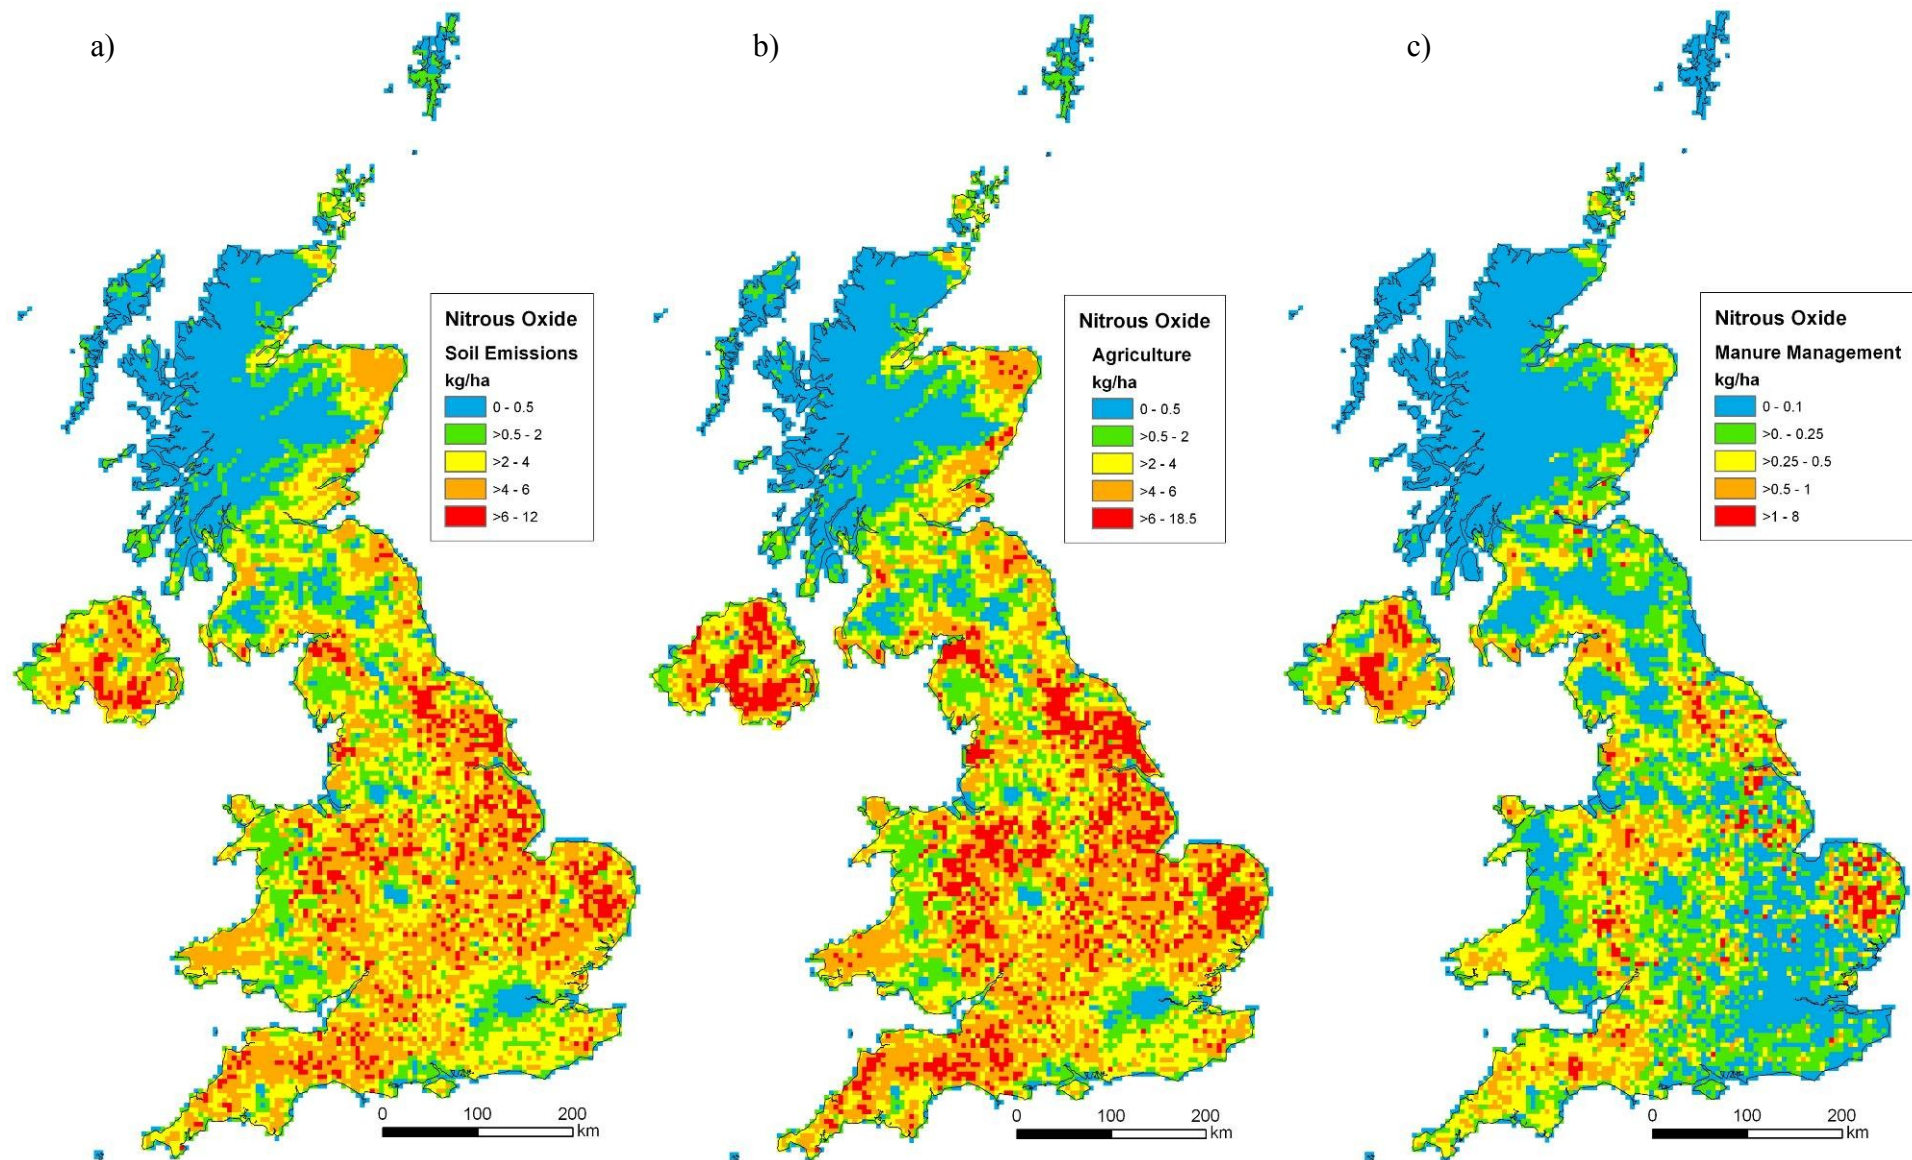 a)
b)
c)
Nitrous Oxide
Soil Emissions
kg/ha
0 - 0.5
>0.5 - 2
>2 - 4
>4 - 6
>6 - 12
Nitrous Oxide
Agriculture
kg/ha
0 - 0.5
>0.5 - 2
>2 - 4
>4 - 6
>6 - 18.5
Nitrous Oxide
Manure Management
kg/ha
0 - 0.1
>0. - 0.25
>0.25 - 0.5
>0.5 - 1
>1 - 8
0 100 200
km
0 100 200
km
0 100 200
km